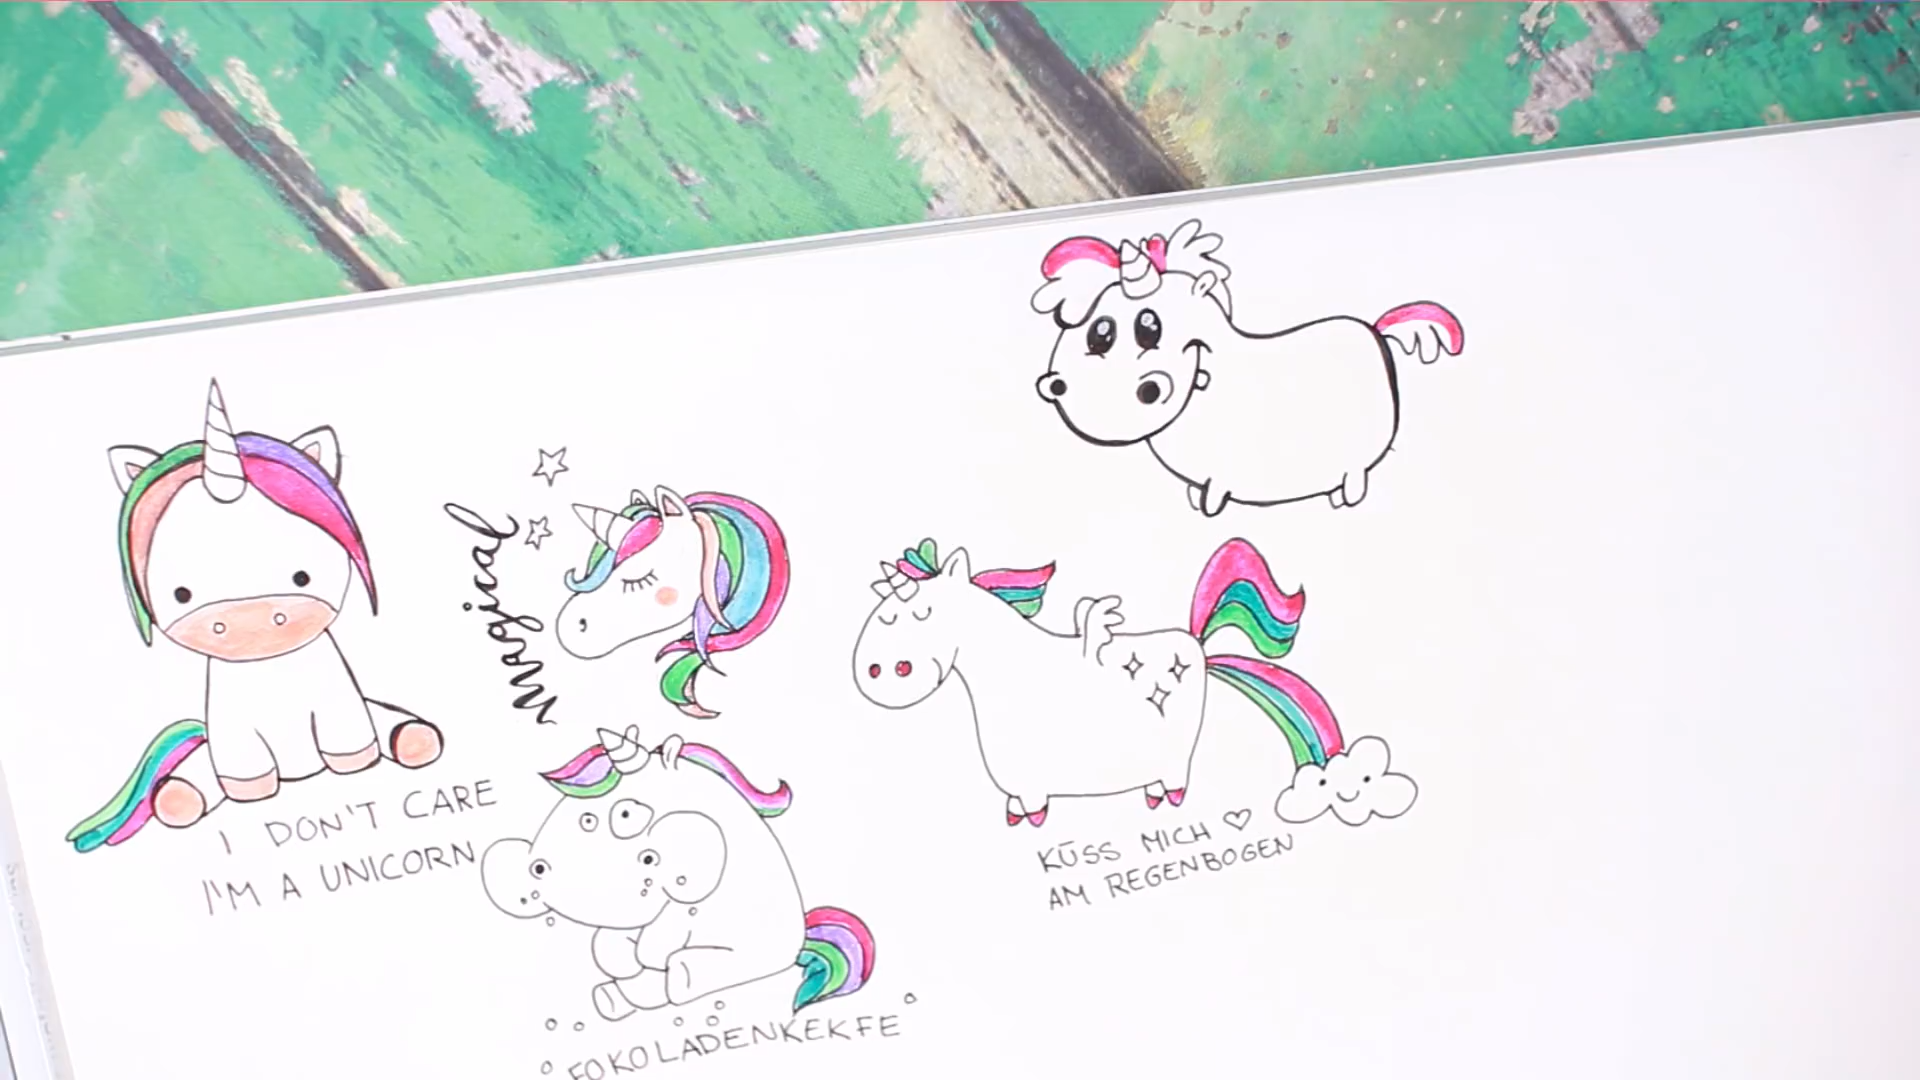 I DON'T CARE
I'M A UNICORN
Magical
FOKOLADENKEKFE
KÜSS MICH ♡
AM REGENBOGEN